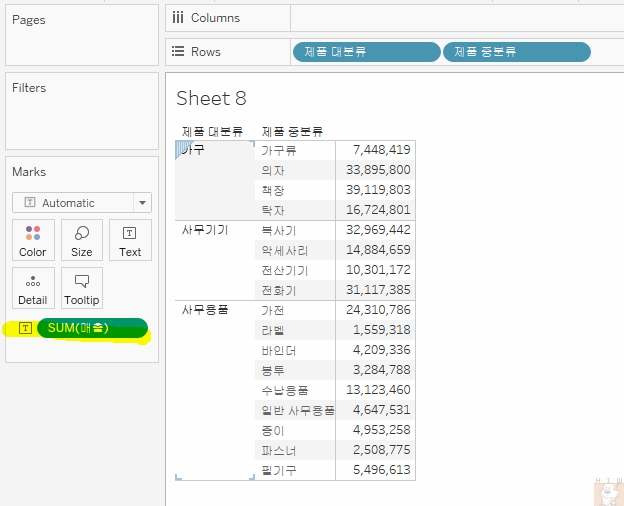 Pages
Columns
Rows 제품 대분류 제품 중분류
Filters
Sheet 8
제품 대분류 제품 중분류
가구 가구류 7,448,419
의자 33,895,800
책장 39,119,803
탁자 16,724,801
사무기기 복사기 32,969,442
악세사리 14,884,659
전산기기 10,301,172
전화기 31,117,385
사무용품 가전 24,310,786
라벨 1,559,318
바인더 4,209,336
봉투 3,284,788
수납용품 13,123,460
일반 사무용품 4,647,531
종이 4,953,258
파스너 2,508,775
필기구 5,496,613
Marks
T Automatic
Color Size Text
Detail Tooltip
T SUM(매출)